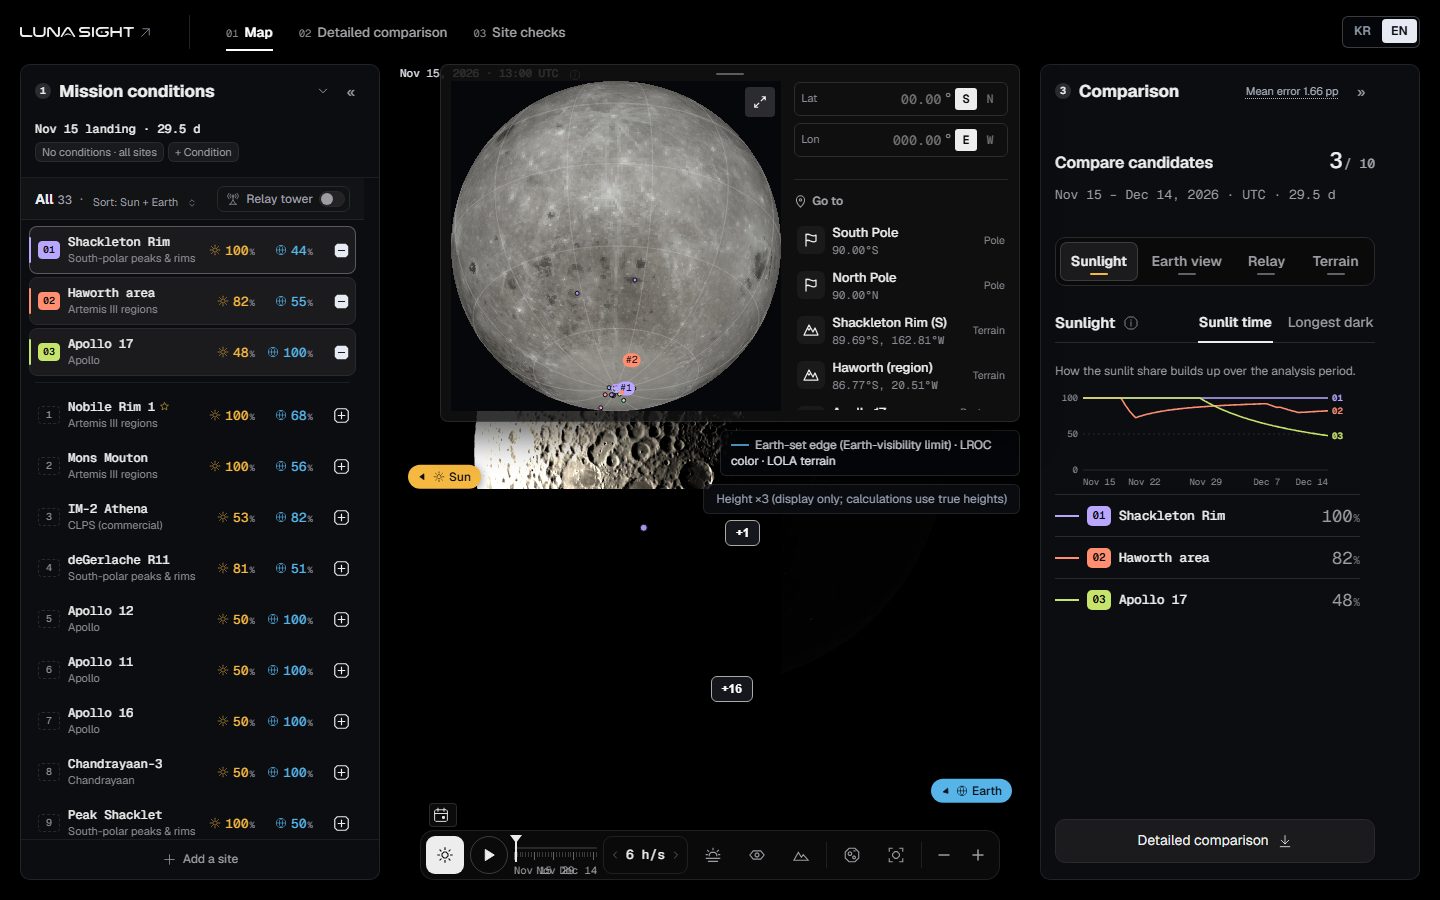 LUNA SIGHT
01 Map
02 Detailed comparison
03 Site checks
KR EN
1 Mission conditions
Nov 15 landing · 29.5 d
No conditions · all sites
+ Condition
All 33 · Sort: Sun + Earth
Relay tower
01 Shackleton Rim 100% 44%
South-polar peaks & rims
02 Haworth area 82% 55%
Artemis III regions
03 Apollo 17 48% 100%
Apollo
1 Nobile Rim 1 100% 68%
Artemis III regions
2 Mons Mouton 100% 56%
Artemis III regions
3 IM-2 Athena 53% 82%
CLPS (commercial)
4 deGerlache R11 81% 51%
South-polar peaks & rims
5 Apollo 12 50% 100%
Apollo
6 Apollo 11 50% 100%
Apollo
7 Apollo 16 50% 100%
Apollo
8 Chandrayaan-3 50% 100%
Chandrayaan
9 Peak Shacklet 100% 50%
South-polar peaks & rims
+ Add a site
Nov 15, 2026 · 13:00 UTC
#2
#1
Lat 00.00° S N
Lon 000.00° E W
Go to
South Pole
90.00°S
Pole
North Pole
90.00°N
Pole
Shackleton Rim (S)
89.69°S, 162.81°W
Terrain
Haworth (region)
86.77°S, 20.51°W
Terrain
Earth-set edge (Earth-visibility limit) · LROC
color · LOLA terrain
Height ×3 (display only; calculations use true heights)
Sun
+1
+16
Earth
6 h/s
Nov 15
Dec 14
3 Comparison
Mean error 1.66 pp
Compare candidates
3 / 10
Nov 15 – Dec 14, 2026 · UTC · 29.5 d
Sunlight
Earth view
Relay
Terrain
Sunlight
Sunlit time
Longest dark
How the sunlit share builds up over the analysis period.
100
50
0
01
02
03
Nov 15 Nov 22 Nov 29 Dec 7 Dec 14
01 Shackleton Rim 100%
02 Haworth area 82%
03 Apollo 17 48%
Detailed comparison